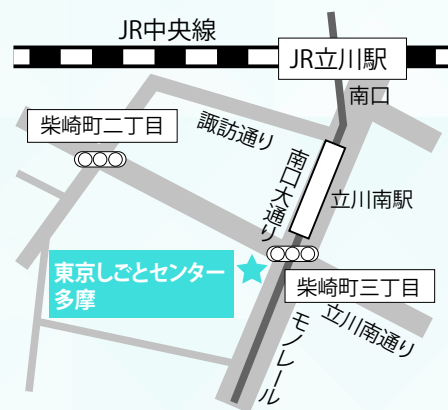 JR中央線
JR立川駅
南口
柴崎町二丁目
諏訪通り
南口大通り
立川南駅
東京しごとセンター
多摩
柴崎町三丁目
立川南通り
モノレール